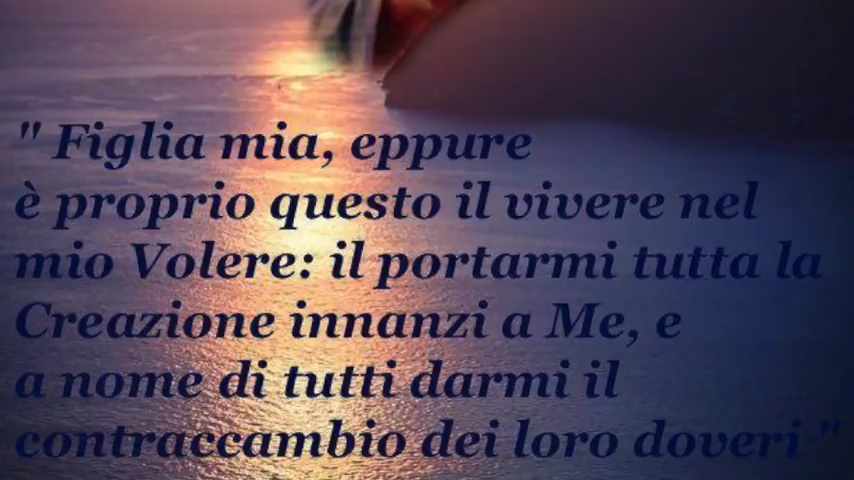 " Figlia mia, eppure
è proprio questo il vivere nel
mio Volere: il portarmi tutta la
Creazione innanzi a Me, e
a nome di tutti darmi il
contraccambio dei loro doveri "